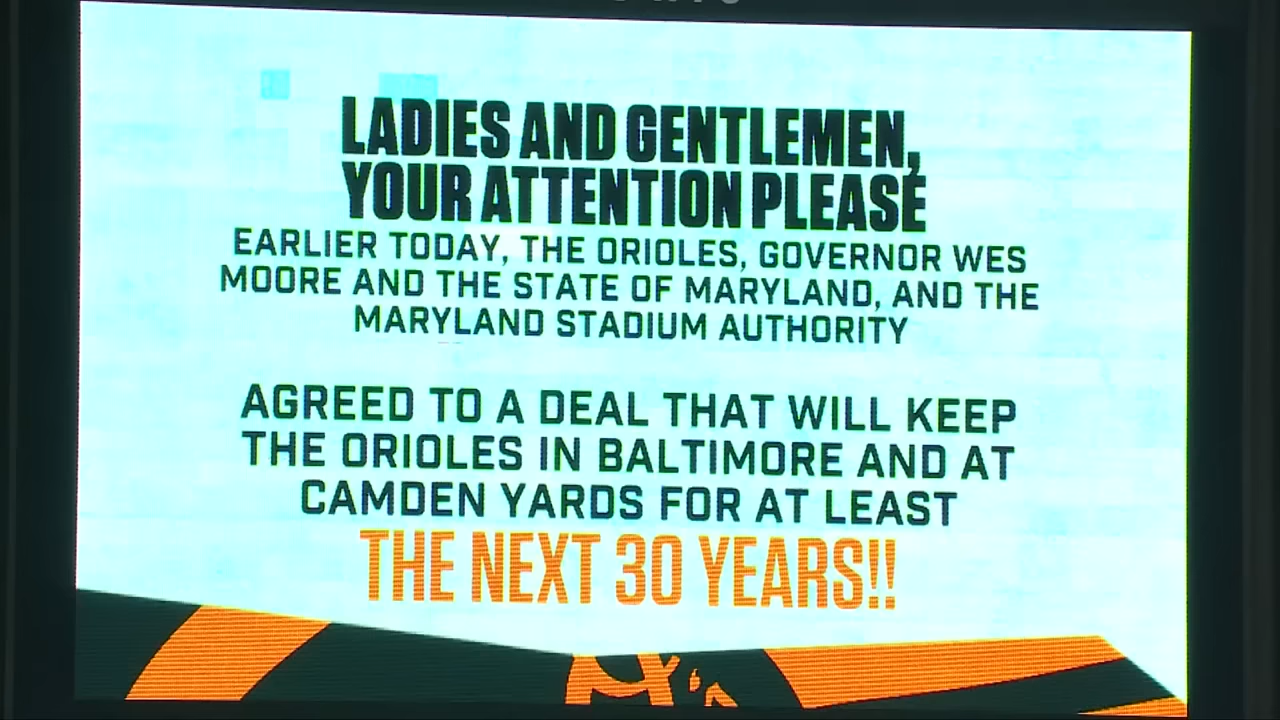 LADIES AND GENTLEMEN,
YOUR ATTENTION PLEASE
EARLIER TODAY, THE ORIOLES, GOVERNOR WES
MOORE AND THE STATE OF MARYLAND, AND THE
MARYLAND STADIUM AUTHORITY
AGREED TO A DEAL THAT WILL KEEP
THE ORIOLES IN BALTIMORE AND AT
CAMDEN YARDS FOR AT LEAST
THE NEXT 30 YEARS!!